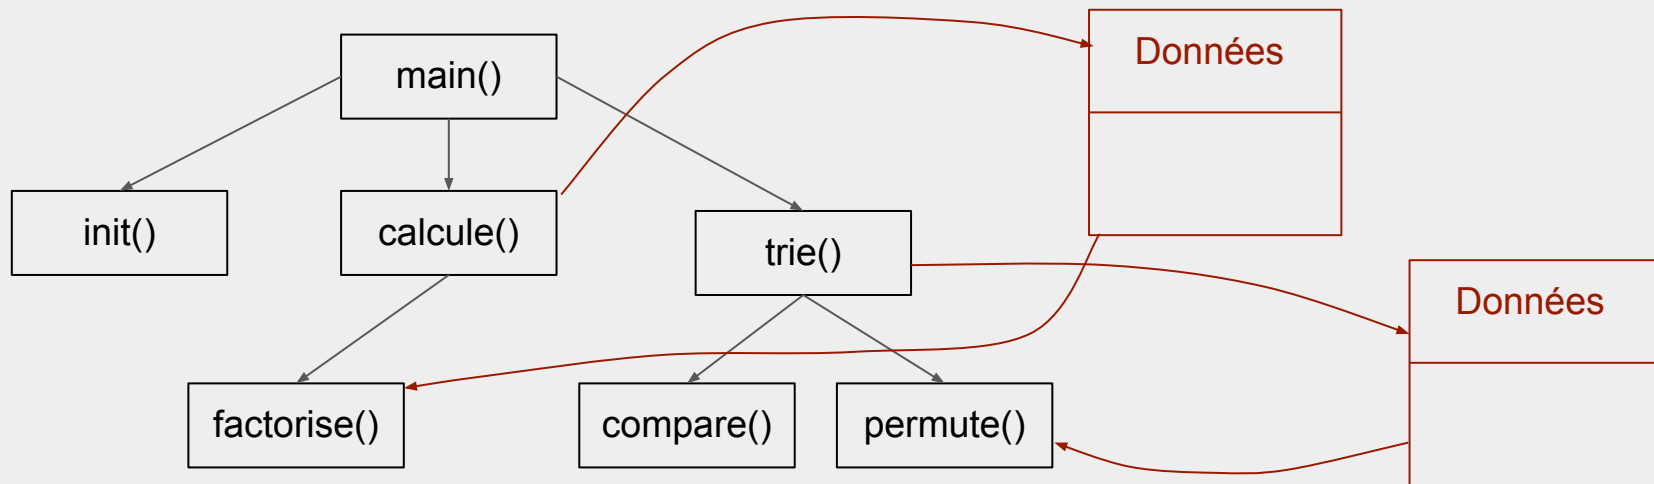 main()
Données
init()
calcule()
trie()
Données
factorise()
compare()
permute()